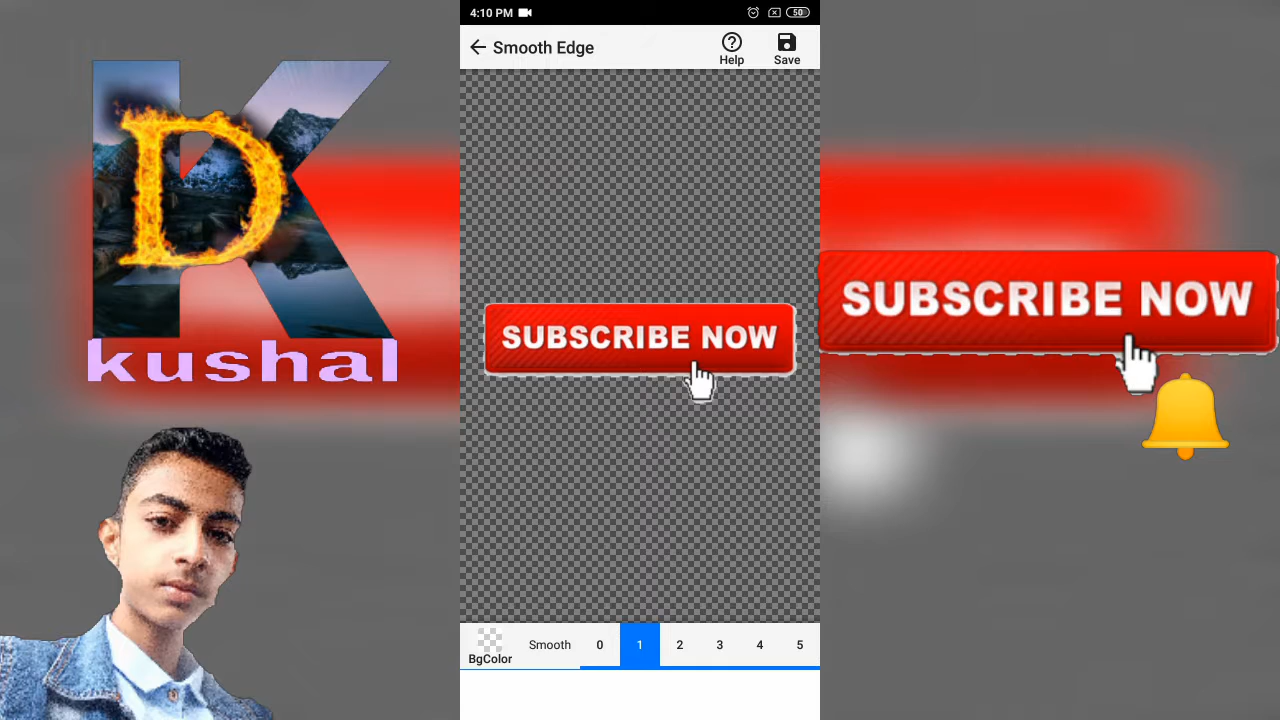 4:10 PM
50
Smooth Edge
Help
Save
D
K
kushal
SUBSCRIBE NOW
SUBSCRIBE NOW
BgColor
Smooth
0
1
2
3
4
5